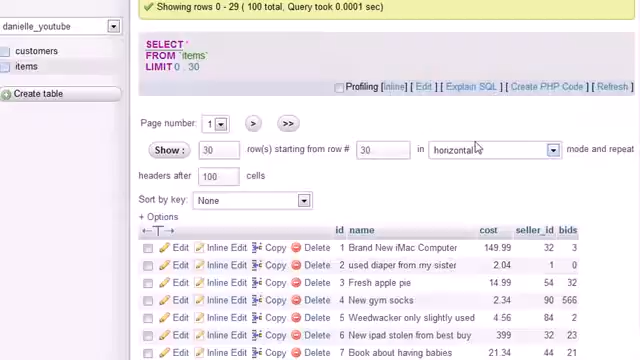 Showing rows 0 - 29 ( 100 total, Query took 0.0001 sec)
danielle_youtube
customers
items
Create table
SELECT *
FROM `items`
LIMIT 0 , 30
Profiling [Inline] [ Edit ] [ Explain SQL ] [ Create PHP Code ] [ Refresh ]
Page number: 1 > >>
Show : 30 row(s) starting from row # 30 in horizontal mode and repeat
headers after 100 cells
Sort by key: None
+ Options
←T→ id name cost seller_id bids
Edit Inline Edit Copy Delete 1 Brand New iMac Computer 149.99 32 3
Edit Inline Edit Copy Delete 2 used diaper from my sister 2.04 1 0
Edit Inline Edit Copy Delete 3 Fresh apple pie 14.99 54 32
Edit Inline Edit Copy Delete 4 New gym socks 2.34 90 566
Edit Inline Edit Copy Delete 5 Weedwacker only slightly used 4.56 84 2
Edit Inline Edit Copy Delete 6 New ipad stolen from best buy 399 32 23
Edit Inline Edit Copy Delete 7 Book about having babies 21.34 44 21